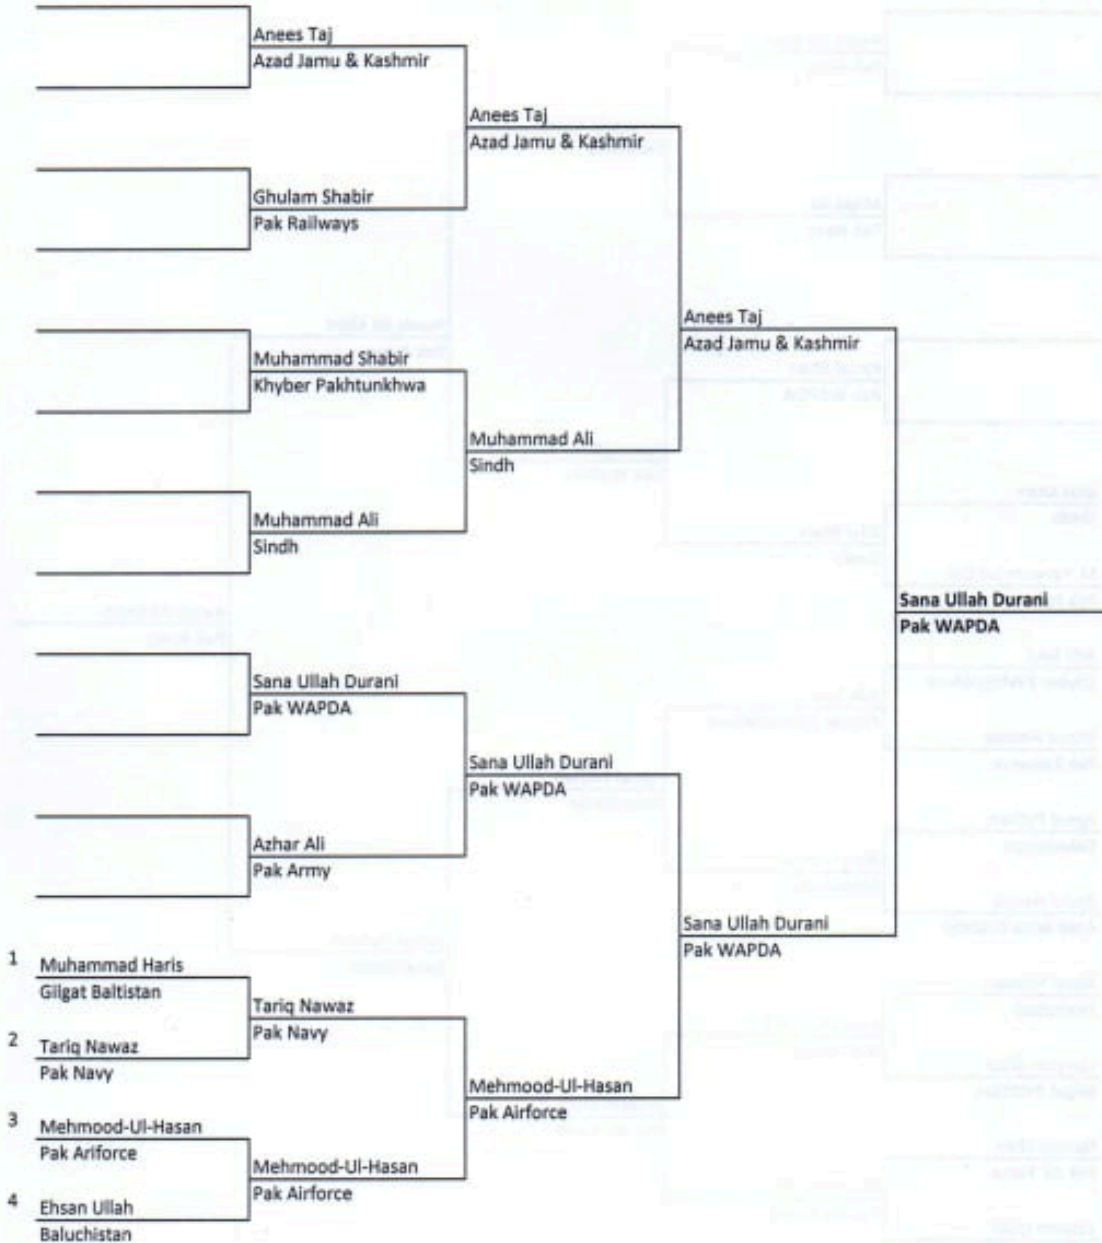 Anees Taj
Azad Jamu & Kashmir
Anees Taj
Azad Jamu & Kashmir
Ghulam Shabir
Pak Railways
Anees Taj
Azad Jamu & Kashmir
Muhammad Shabir
Khyber Pakhtunkhwa
Muhammad Ali
Sindh
Muhammad Ali
Sindh
Sana Ullah Durani
Pak WAPDA
Sana Ullah Durani
Pak WAPDA
Sana Ullah Durani
Pak WAPDA
Azhar Ali
Pak Army
Sana Ullah Durani
Pak WAPDA
1 Muhammad Haris
Gilgat Baltistan
Tariq Nawaz
Pak Navy
2 Tariq Nawaz
Pak Navy
Mehmood-Ul-Hasan
Pak Airforce
3 Mehmood-Ul-Hasan
Pak Ariforce
Mehmood-Ul-Hasan
Pak Airforce
4 Ehsan Ullah
Baluchistan